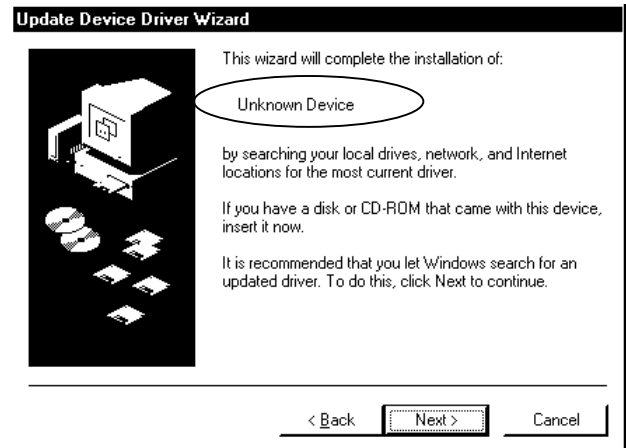 Update Device Driver Wizard
This wizard will complete the installation of:
Unknown Device
by searching your local drives, network, and Internet
locations for the most current driver.
If you have a disk or CD-ROM that came with this device,
insert it now.
It is recommended that you let Windows search for an
updated driver. To do this, click Next to continue.
< Back Next > Cancel